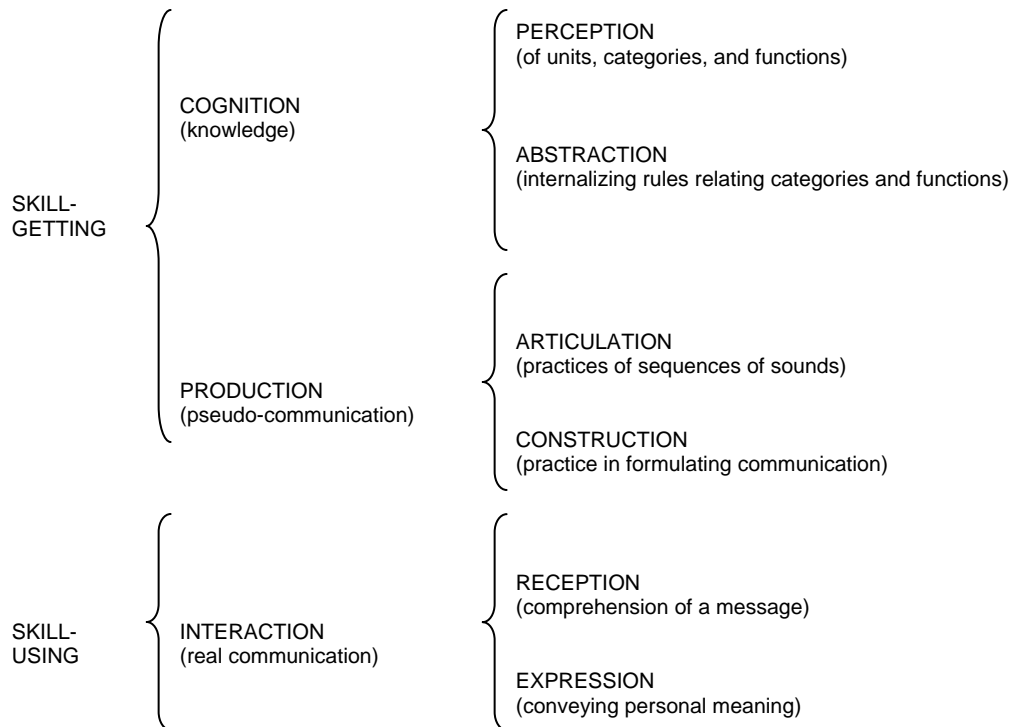 PERCEPTION
(of units, categories, and functions)
COGNITION
(knowledge)
ABSTRACTION
(internalizing rules relating categories and functions)
SKILL-
GETTING
ARTICULATION
(practices of sequences of sounds)
PRODUCTION
(pseudo-communication)
CONSTRUCTION
(practice in formulating communication)
RECEPTION
(comprehension of a message)
SKILL-
USING
INTERACTION
(real communication)
EXPRESSION
(conveying personal meaning)